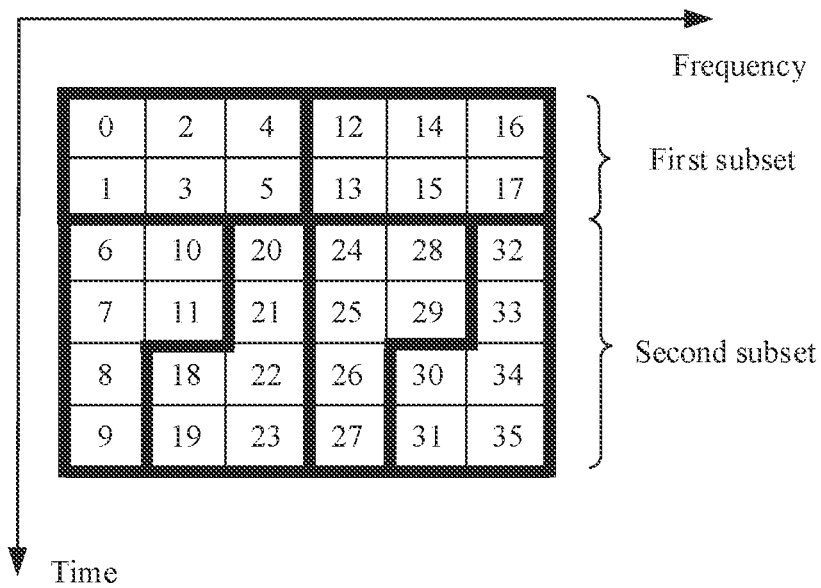 Frequency
0 2 4 12 14 16
1 3 5 13 15 17
First subset
6 10 20 24 28 32
7 11 21 25 29 33
8 18 22 26 30 34
Second subset
9 19 23 27 31 35
Time